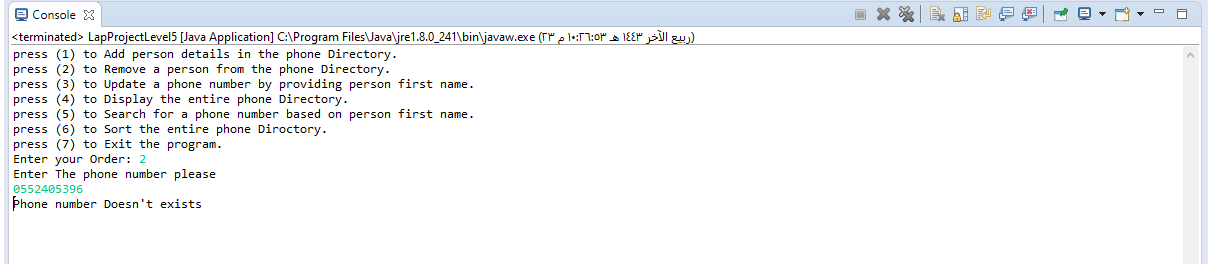 Console
<terminated> LapProjectLevel5 [Java Application] C:\Program Files\Java\jre1.8.0_241\bin\javaw.exe (٢٣ ربيع الآخر ١٤٤٣ هـ ١٠:٢٦:٥٣ م)
press (1) to Add person details in the phone Directory.
press (2) to Remove a person from the phone Directory.
press (3) to Update a phone number by providing person first name.
press (4) to Display the entire phone Directory.
press (5) to Search for a phone number based on person first name.
press (6) to Sort the entire phone Diroctory.
press (7) to Exit the program.
Enter your Order: 2
Enter The phone number please
0552405396
Phone number Doesn't exists